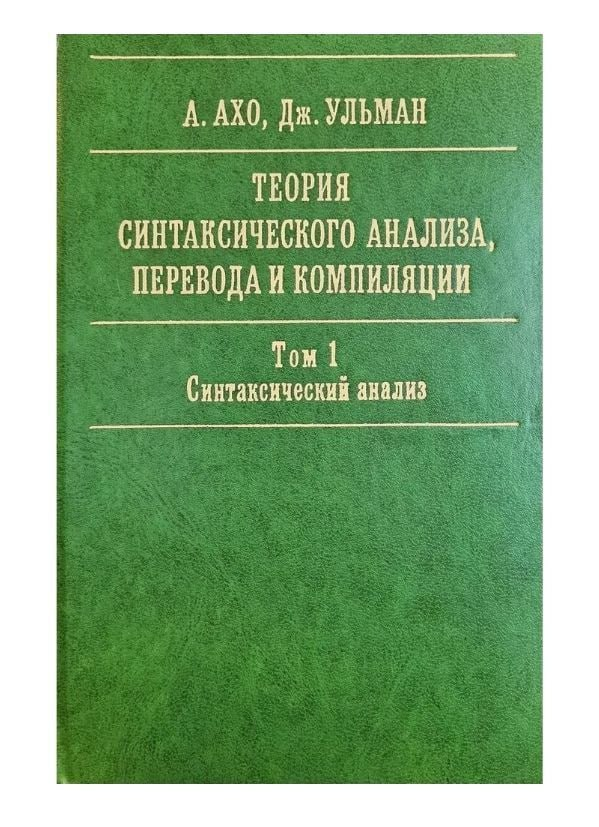 А. АХО, Дж. УЛЬМАН
ТЕОРИЯ
СИНТАКСИЧЕСКОГО АНАЛИЗА,
ПЕРЕВОДА И КОМПИЛЯЦИИ
Том 1
Синтаксический анализ